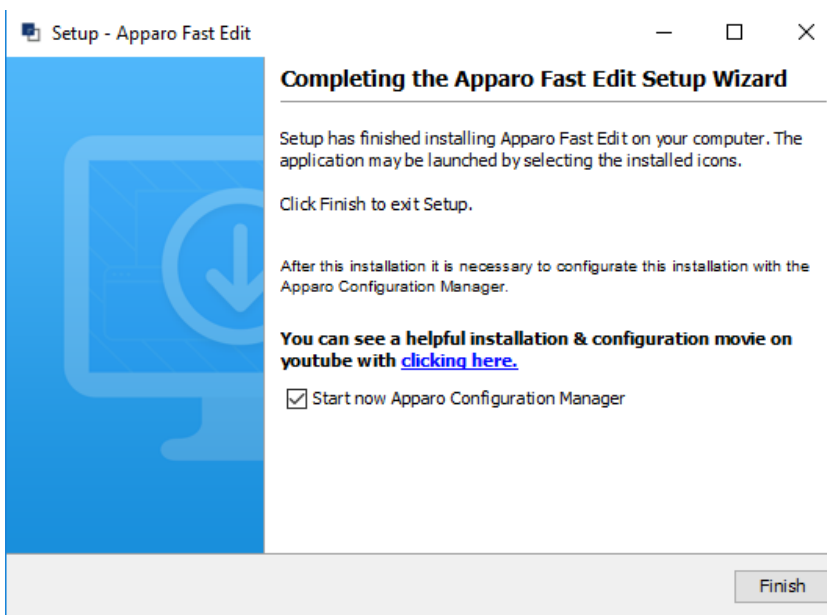 Setup - Apparo Fast Edit
Completing the Apparo Fast Edit Setup Wizard
Setup has finished installing Apparo Fast Edit on your computer. The
application may be launched by selecting the installed icons.
Click Finish to exit Setup.
After this installation it is necessary to configurate this installation with the
Apparo Configuration Manager.
You can see a helpful installation & configuration movie on
youtube with clicking here.
Start now Apparo Configuration Manager
Finish